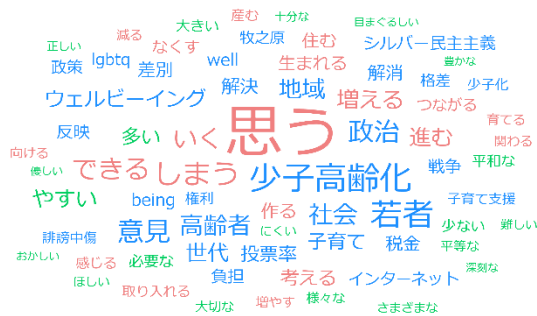 産む 十分な
大きい 目まぐるしい
減る 牧之原 住む シルバー民主主義
正しい なくす
lgbtq well 生まれる 豊かな
政策 差別 解決 地域 解消 格差 少子化
ウェルビーイング 増える つながる
反映 多い いく 思う 政治 進む 育てる
関わる
向ける できる しまう 少子高齢化 戦争 平和な
優しい
やすい being 権利 子育て支援
作る 社会 若者
誹謗中傷 意見 高齢者 にくい 少ない 難しい
子育て 税金 平等な
おかしい 感じる 必要な 世代 投票率
深刻な
ほしい 負担 考える インターネット
取り入れる 増やす 様々な
大切な さまざまな